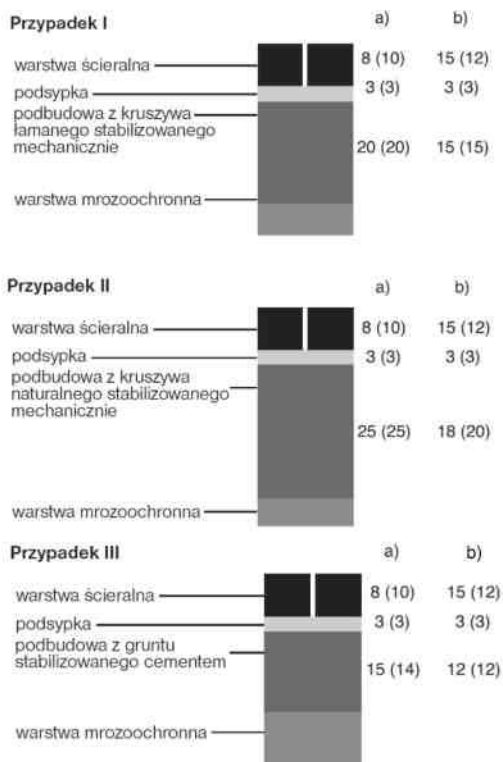 Przypadek I
a) b)
warstwa ścieralna 8 (10) 15 (12)
podsypka 3 (3) 3 (3)
podbudowa z kruszywa
łamanego stabilizowanego
mechanicznie 20 (20) 15 (15)
warstwa mrozoochronna
Przypadek II
a) b)
warstwa ścieralna 8 (10) 15 (12)
podsypka 3 (3) 3 (3)
podbudowa z kruszywa
naturalnego stabilizowanego
mechanicznie
25 (25) 18 (20)
warstwa mrozoochronna
Przypadek III
a) b)
warstwa ścieralna 8 (10) 15 (12)
podsypka 3 (3) 3 (3)
podbudowa z gruntu
stabilizowanego cementem
15 (14) 12 (12)
warstwa mrozoochronna